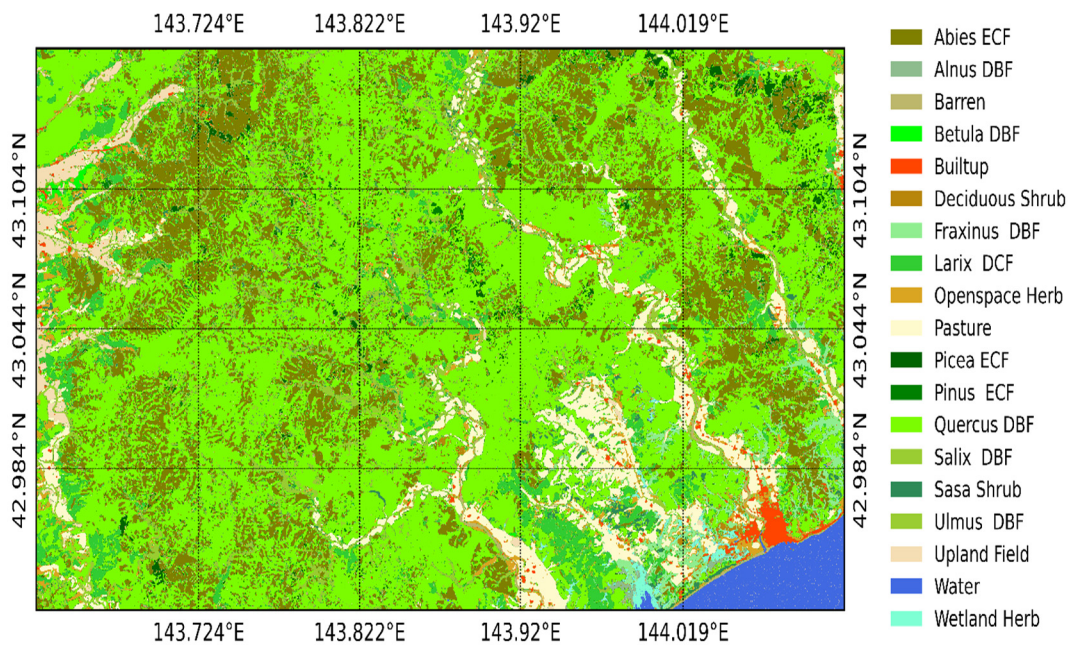 143.724°E 143.822°E 143.92°E 144.019°E
43.104°N 43.104°N
43.044°N 43.044°N
42.984°N 42.984°N
143.724°E 143.822°E 143.92°E 144.019°E
Abies ECF
Alnus DBF
Barren
Betula DBF
Builtup
Deciduous Shrub
Fraxinus DBF
Larix DCF
Openspace Herb
Pasture
Picea ECF
Pinus ECF
Quercus DBF
Salix DBF
Sasa Shrub
Ulmus DBF
Upland Field
Water
Wetland Herb